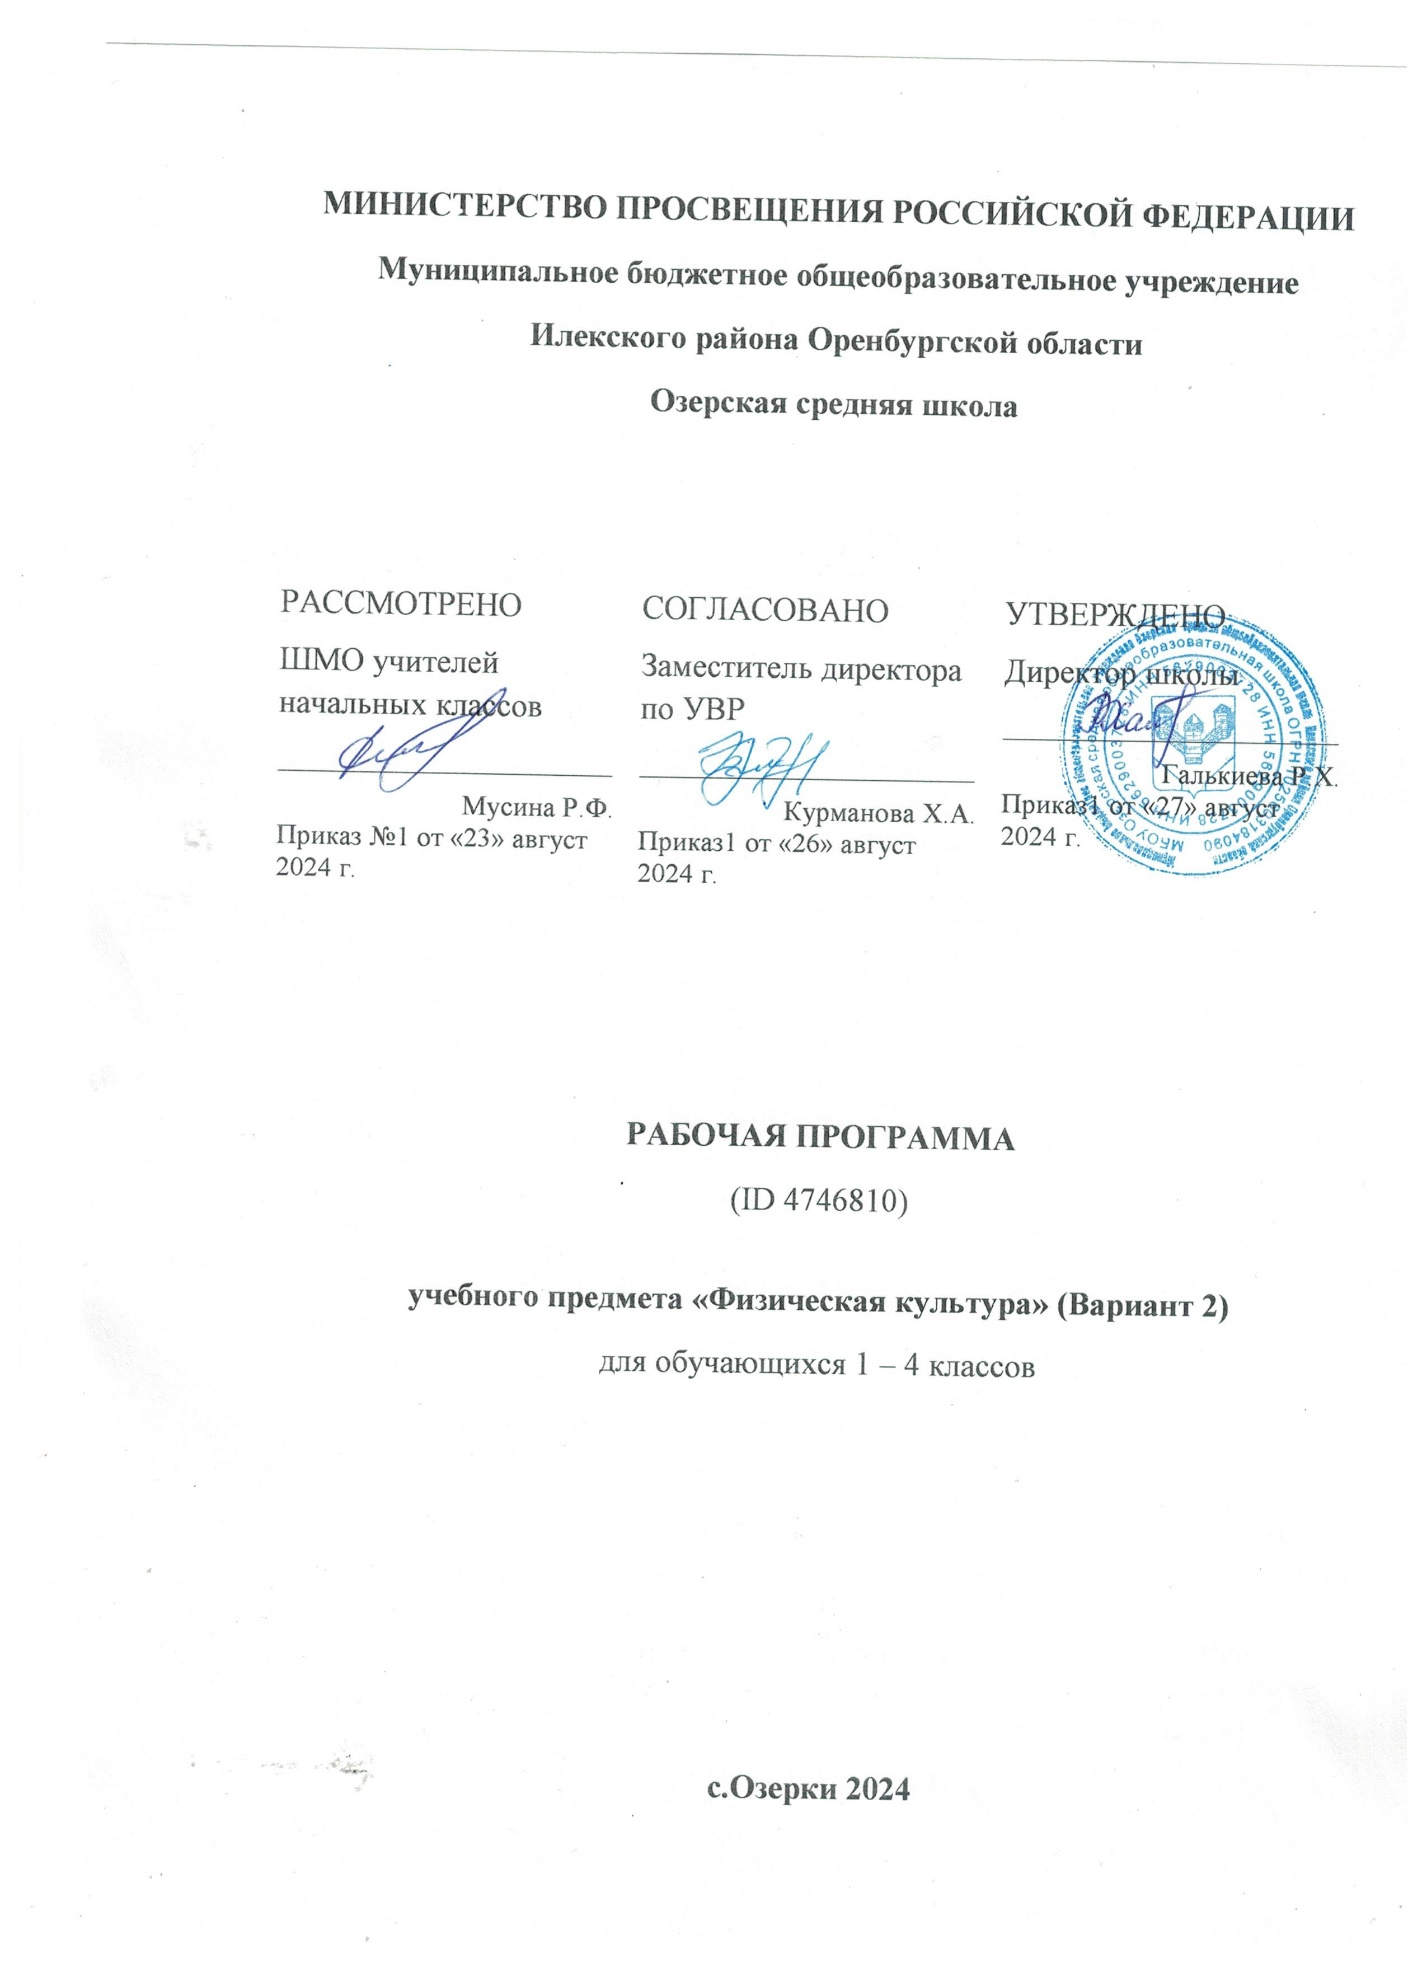 МИНИСТЕРСТВО ПРОСВЕЩЕНИЯ РОССИЙСКОЙ ФЕДЕРАЦИИ
Муниципальное бюджетное общеобразовательное учреждение
Илекского района Оренбургской области
Озерская средняя школа
РАССМОТРЕНО
ШМО учителей
начальных классов
Мусина Р.Ф.
Приказ №1 от «23» август
2024 г.
СОГЛАСОВАНО
Заместитель директора
по УВР
Курманова Х.А.
Приказ1 от «26» август
2024 г.
УТВЕРЖДЕНО
Директор школы
Галькиева Р.Х.
Приказ1 от «27» август
2024 г.
РАБОЧАЯ ПРОГРАММА
(ID 4746810)
учебного предмета «Физическая культура» (Вариант 2)
для обучающихся 1 – 4 классов
с.Озерки 2024